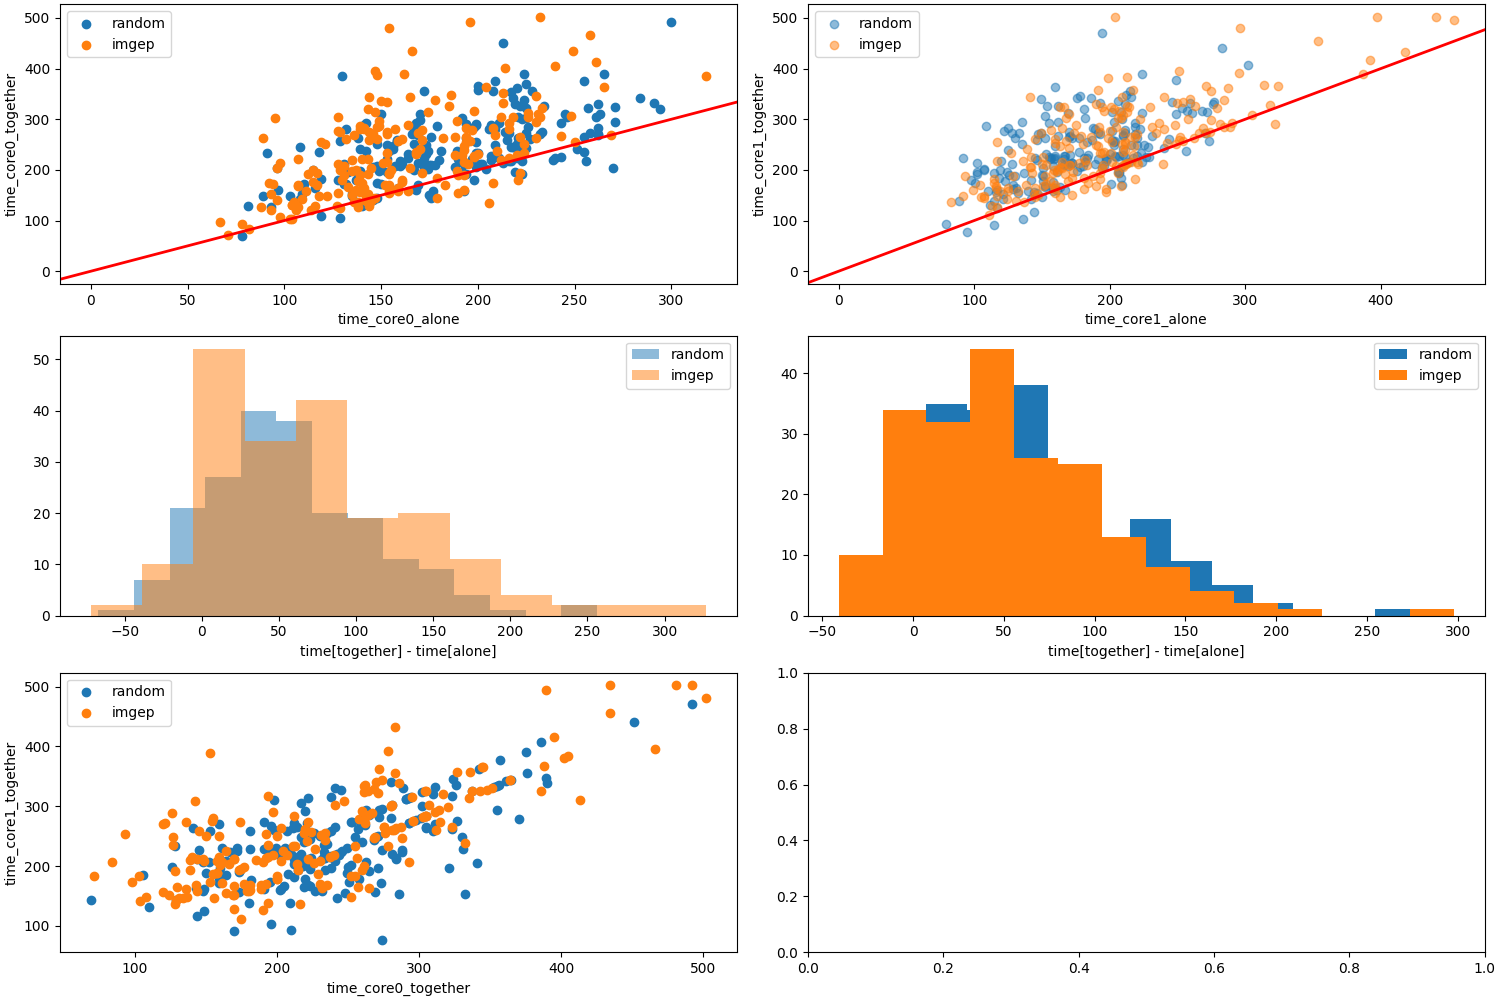 random
imgep
500
400
300
200
100
0
time_core0_together
0 50 100 150 200 250 300
time_core0_alone
random
imgep
500
400
300
200
100
0
time_core1_together
0 100 200 300 400
time_core1_alone
random
imgep
50
40
30
20
10
0
−50 0 50 100 150 200 250 300
time[together] - time[alone]
random
imgep
40
30
20
10
0
−50 0 50 100 150 200 250 300
time[together] - time[alone]
random
imgep
500
400
300
200
100
time_core1_together
100 200 300 400 500
time_core0_together
1.0
0.8
0.6
0.4
0.2
0.0
0.0 0.2 0.4 0.6 0.8 1.0